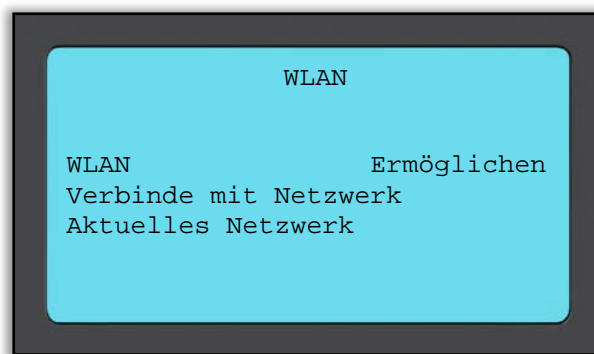 WLAN
WLAN Ermöglichen
Verbinde mit Netzwerk
Aktuelles Netzwerk